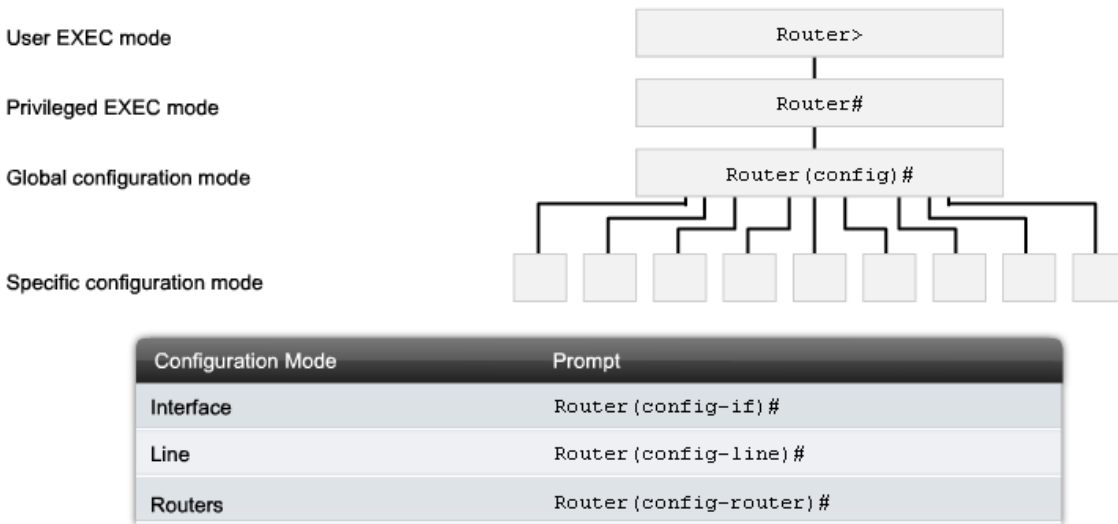 User EXEC mode
Router>
Privileged EXEC mode
Router#
Global configuration mode
Router(config)#
Specific configuration mode
Configuration Mode
Prompt
Interface
Router(config-if)#
Line
Router(config-line)#
Routers
Router(config-router)#